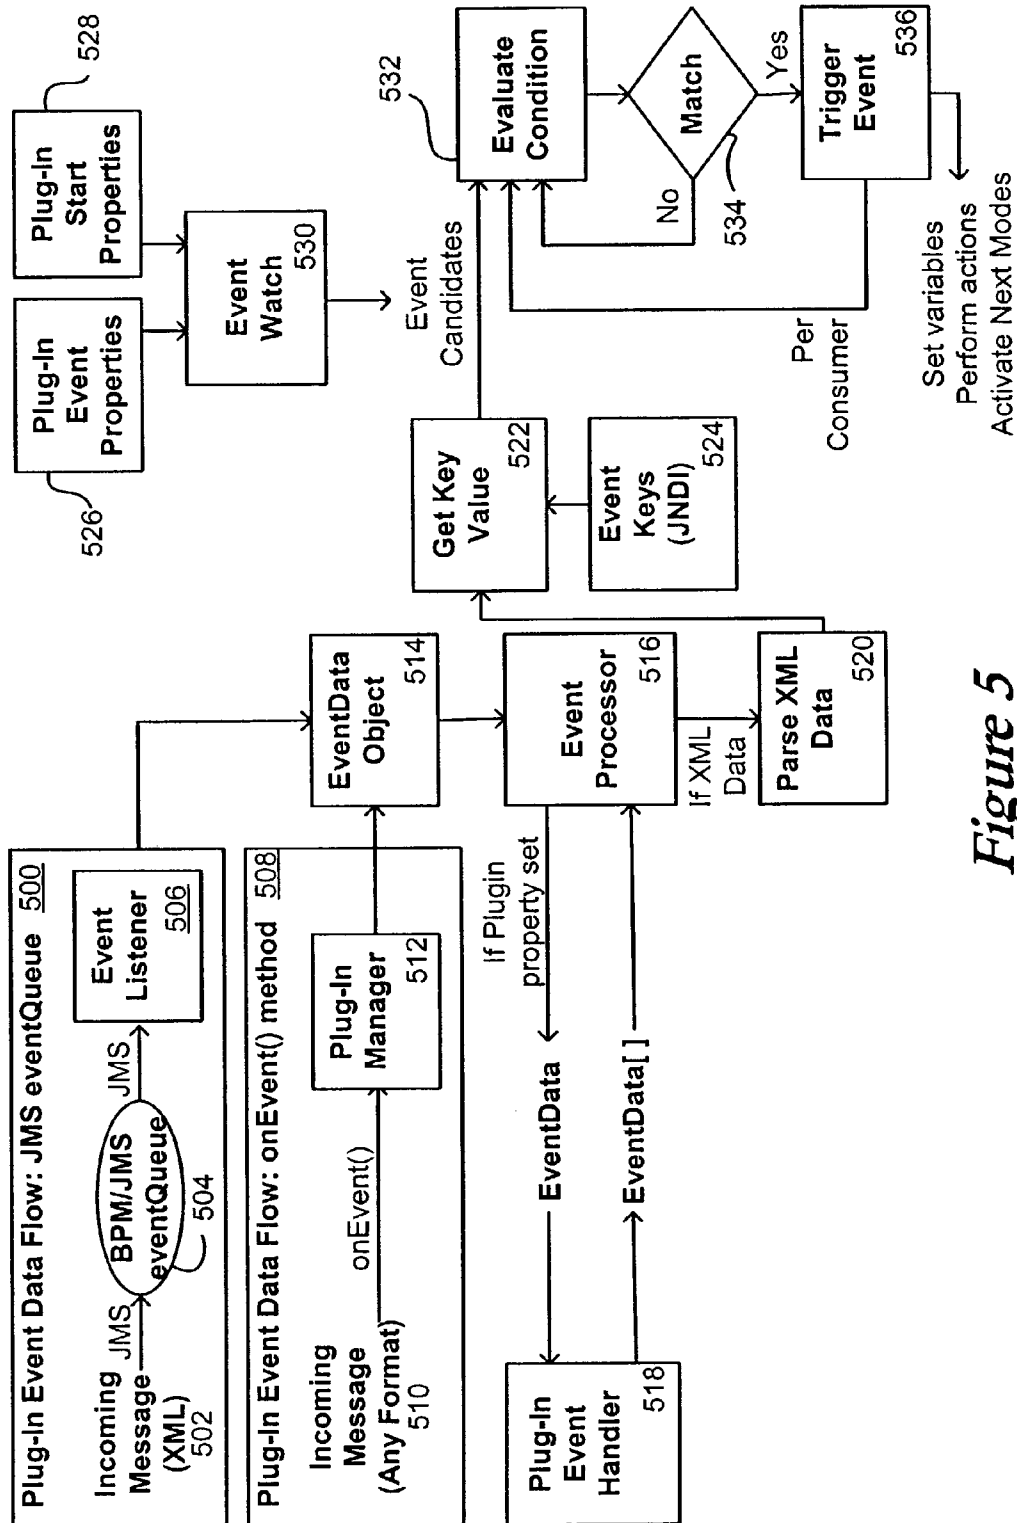 Plug-In Event Data Flow: JMS eventQueue 500
Incoming
Message
(XML)
502
JMS
BPM/JMS
eventQueue
504
JMS
Event
Listener
506
Plug-In Event Data Flow: onEvent() method 508
Incoming
Message
(Any Format)
510
onEvent()
Plug-In
Manager
512
EventData
Object
514
Plug-In
Event
Handler
518
EventData
EventData[ ]
If Plugin
property set
Event
Processor
516
If XML
Data
Parse XML
Data
520
Get Key
Value
522
Event
Keys
(JNDI)
524
Plug-In
Event
Properties
526
Plug-In
Start
Properties
528
Event
Watch
530
Event
Candidates
Evaluate
Condition
532
Match
534
No
Yes
Trigger
Event
536
Per
Consumer
Set variables
Perform actions
Activate Next Modes
Figure 5